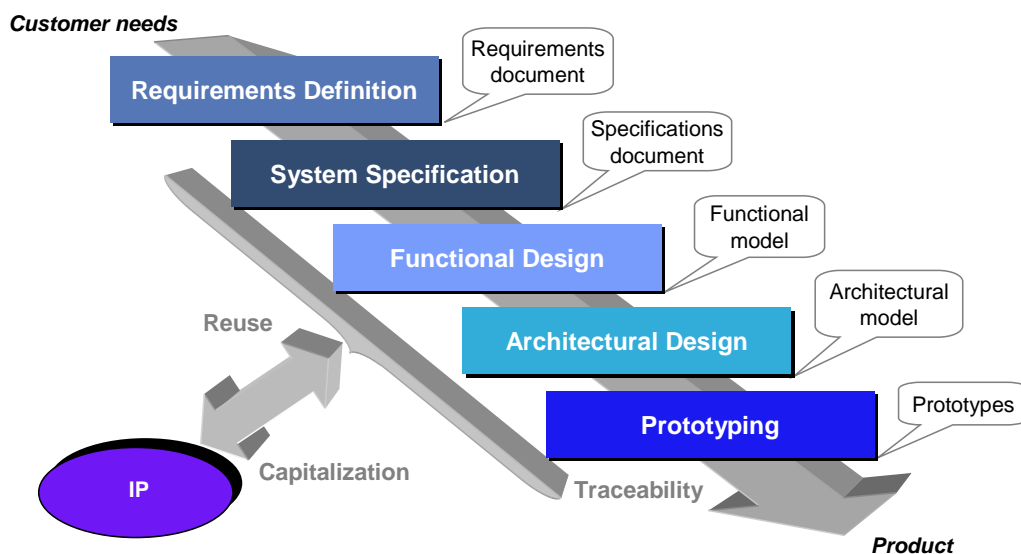 Customer needs
Requirements
document
Requirements Definition
Specifications
document
System Specification
Functional
model
Functional Design
Architectural
model
Reuse
Architectural Design
Prototypes
Prototyping
Capitalization
IP
Traceability
Product